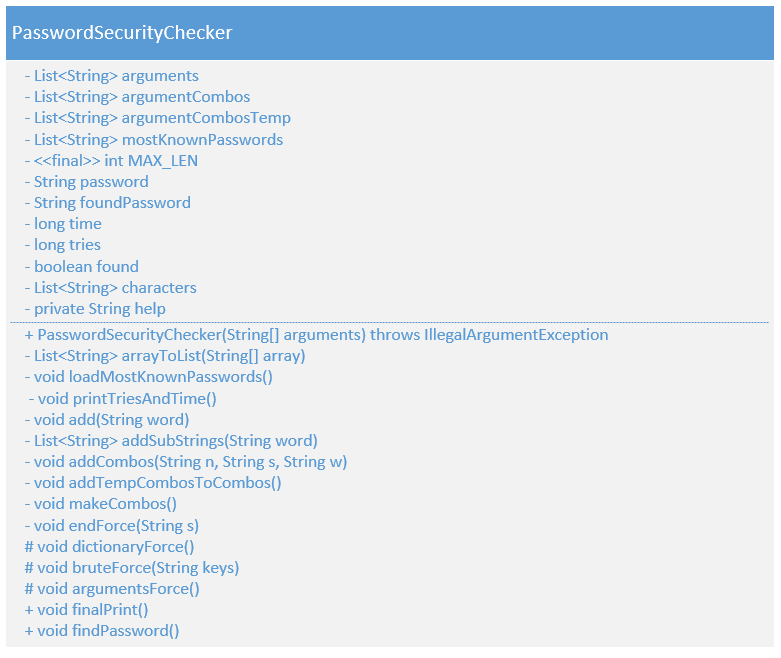 PasswordSecurityChecker
- List<String> arguments
- List<String> argumentCombos
- List<String> argumentCombosTemp
- List<String> mostKnownPasswords
- <<final>> int MAX_LEN
- String password
- String foundPassword
- long time
- long tries
- boolean found
- List<String> characters
- private String help
+ PasswordSecurityChecker(String[] arguments) throws IllegalArgumentException
- List<String> arrayToList(String[] array)
- void loadMostKnownPasswords()
- void printTriesAndTime()
- void add(String word)
- List<String> addSubStrings(String word)
- void addCombos(String n, String s, String w)
- void addTempCombosToCombos()
- void makeCombos()
- void endForce(String s)
# void dictionaryForce()
# void bruteForce(String keys)
# void argumentsForce()
+ void finalPrint()
+ void findPassword()